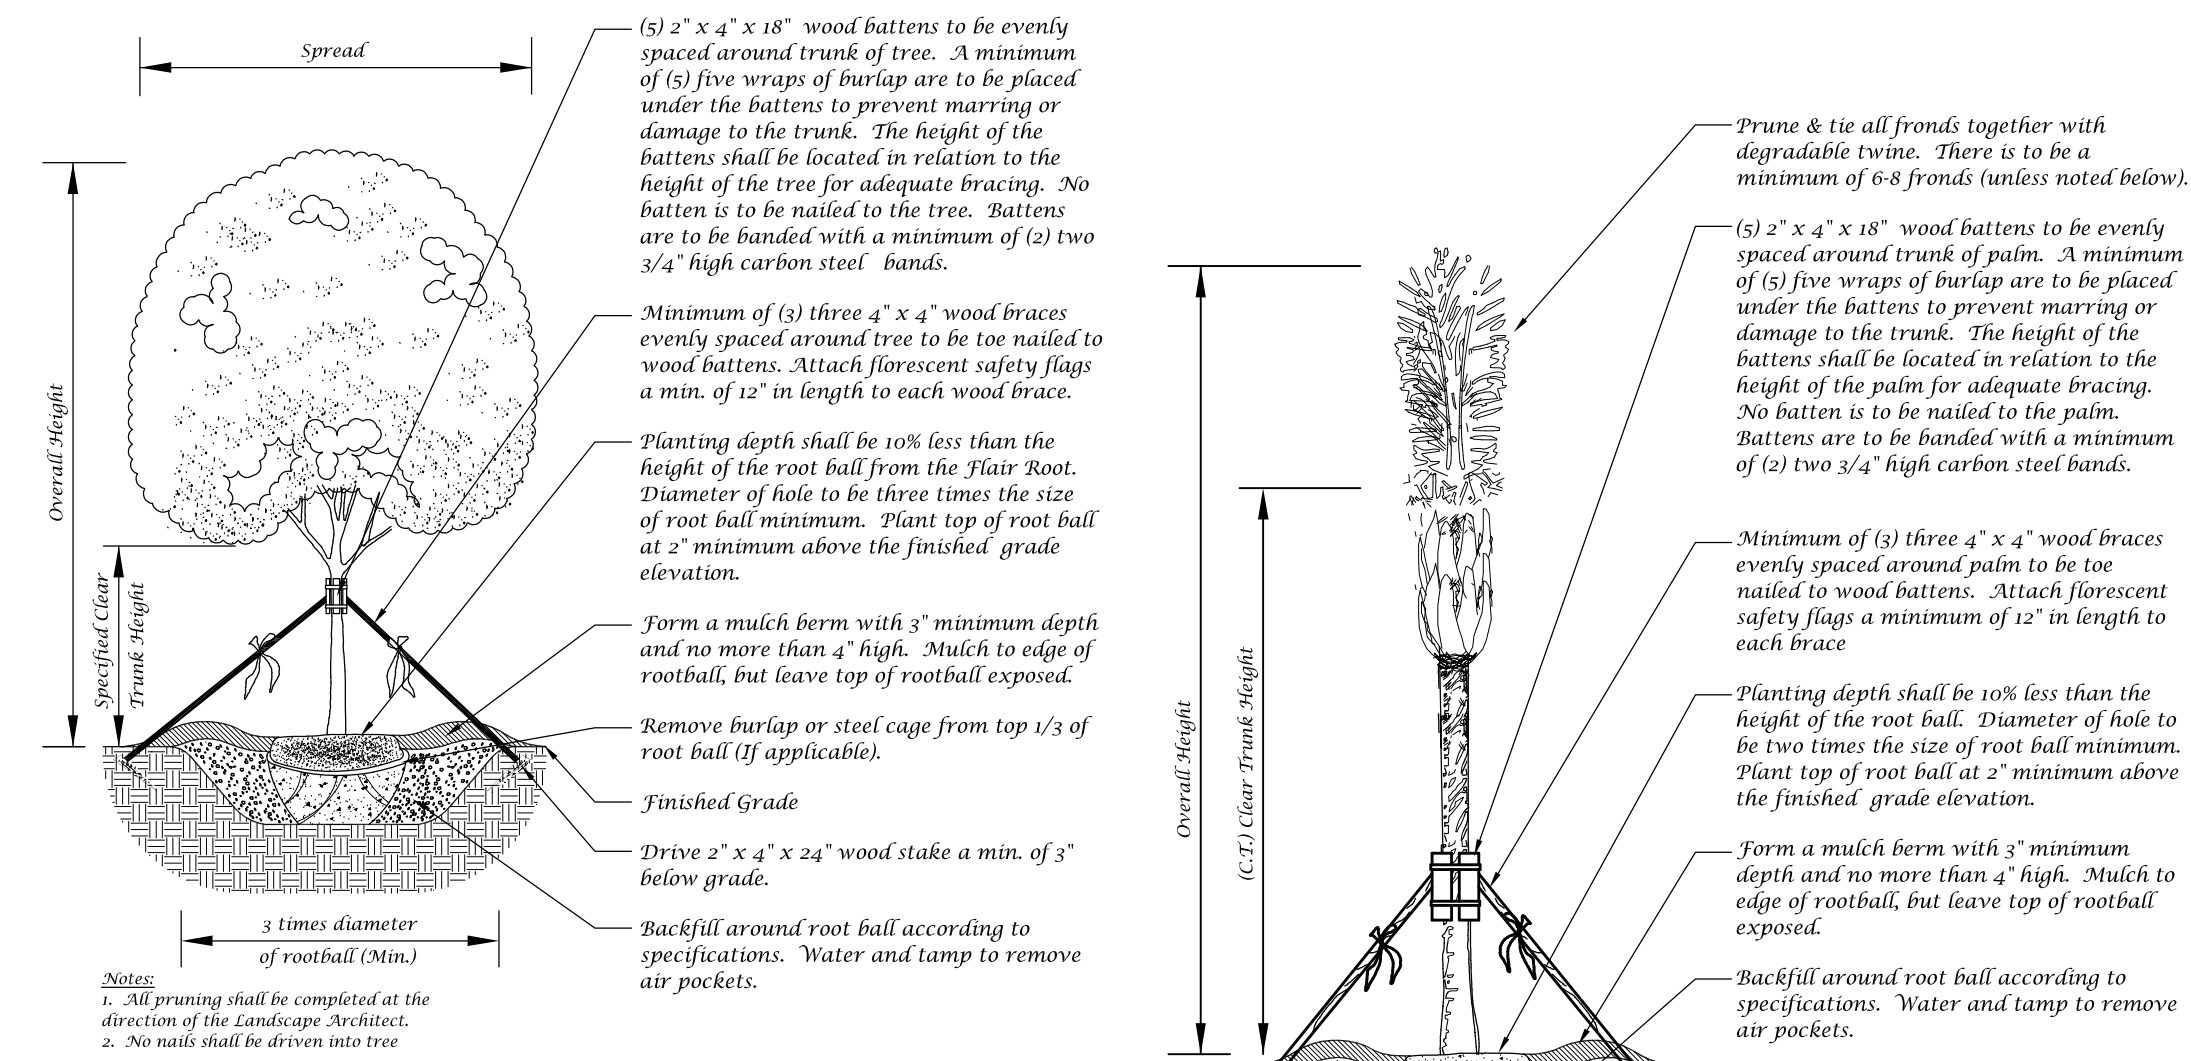 Spread
Overall Height
Specified Clear
Trunk Height
(5) 2" x 4" x 18" wood battens to be evenly
spaced around trunk of tree. A minimum
of (5) five wraps of burlap are to be placed
under the battens to prevent marring or
damage to the trunk. The height of the
battens shall be located in relation to the
height of the tree for adequate bracing. No
batten is to be nailed to the tree. Battens
are to be banded with a minimum of (2) two
3/4" high carbon steel bands.
Minimum of (3) three 4" x 4" wood braces
evenly spaced around tree to be toe nailed to
wood battens. Attach florescent safety flags
a min. of 12" in length to each wood brace.
Planting depth shall be 10% less than the
height of the root ball from the Flair Root.
Diameter of hole to be three times the size
of root ball minimum. Plant top of root ball
at 2" minimum above the finished grade
elevation.
Form a mulch berm with 3" minimum depth
and no more than 4" high. Mulch to edge of
rootball, but leave top of rootball exposed.
Remove burlap or steel cage from top 1/3 of
root ball (If applicable).
Finished Grade
Drive 2" x 4" x 24" wood stake a min. of 3"
below grade.
Backfill around root ball according to
specifications. Water and tamp to remove
air pockets.
3 times diameter
of rootball (Min.)
Notes:
1. All pruning shall be completed at the
direction of the Landscape Architect.
2. No nails shall be driven into tree
Overall Height
(C.T.) Clear Trunk Height
Prune & tie all fronds together with
degradable twine. There is to be a
minimum of 6-8 fronds (unless noted below).
(5) 2" x 4" x 18" wood battens to be evenly
spaced around trunk of palm. A minimum
of (5) five wraps of burlap are to be placed
under the battens to prevent marring or
damage to the trunk. The height of the
battens shall be located in relation to the
height of the palm for adequate bracing.
No batten is to be nailed to the palm.
Battens are to be banded with a minimum
of (2) two 3/4" high carbon steel bands.
Minimum of (3) three 4" x 4" wood braces
evenly spaced around palm to be toe
nailed to wood battens. Attach florescent
safety flags a minimum of 12" in length to
each brace
Planting depth shall be 10% less than the
height of the root ball. Diameter of hole to
be two times the size of root ball minimum.
Plant top of root ball at 2" minimum above
the finished grade elevation.
Form a mulch berm with 3" minimum
depth and no more than 4" high. Mulch to
edge of rootball, but leave top of rootball
exposed.
Backfill around root ball according to
specifications. Water and tamp to remove
air pockets.